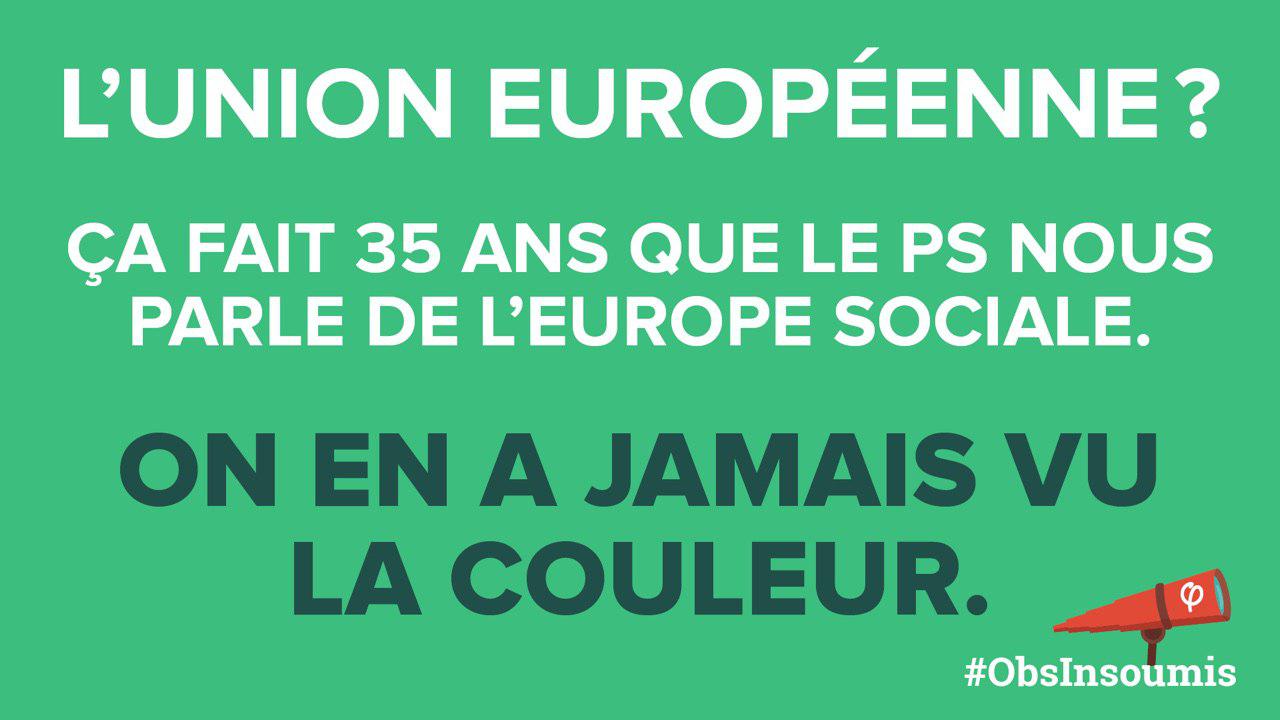 L’UNION EUROPÉENNE ?
ÇA FAIT 35 ANS QUE LE PS NOUS
PARLE DE L’EUROPE SOCIALE.
ON EN A JAMAIS VU
LA COULEUR.
φ
#ObsInsoumis